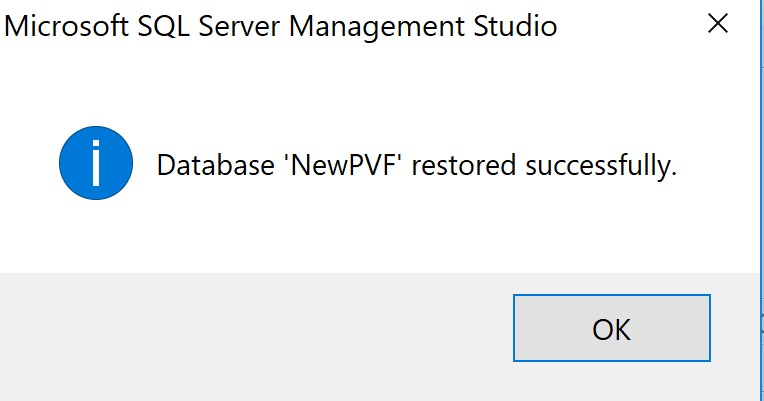 Microsoft SQL Server Management Studio
Database 'NewPVF' restored successfully.
OK